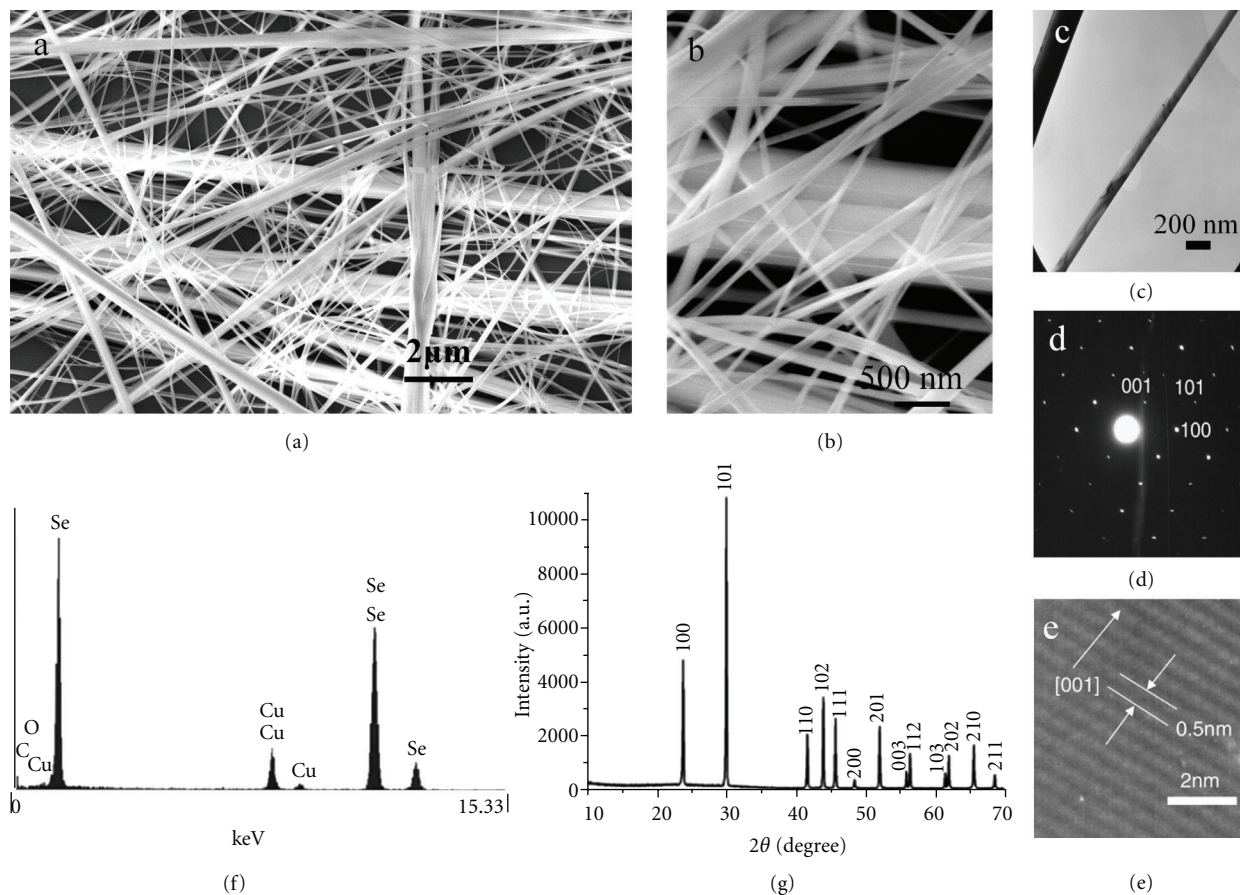 a
2μm
(a)
b
500 nm
(b)
c
200 nm
(c)
d
001
101
100
(d)
e
[001]
0.5nm
2nm
(e)
Se
O
C
Cu
Cu
Cu
Cu
Se
Se
Se
0
15.33
keV
(f)
Intensity (a.u.)
10000
8000
6000
4000
2000
0
100
101
110
102
111
200
201
003
112
103
202
210
211
10
20
30
40
50
60
70
2θ (degree)
(g)